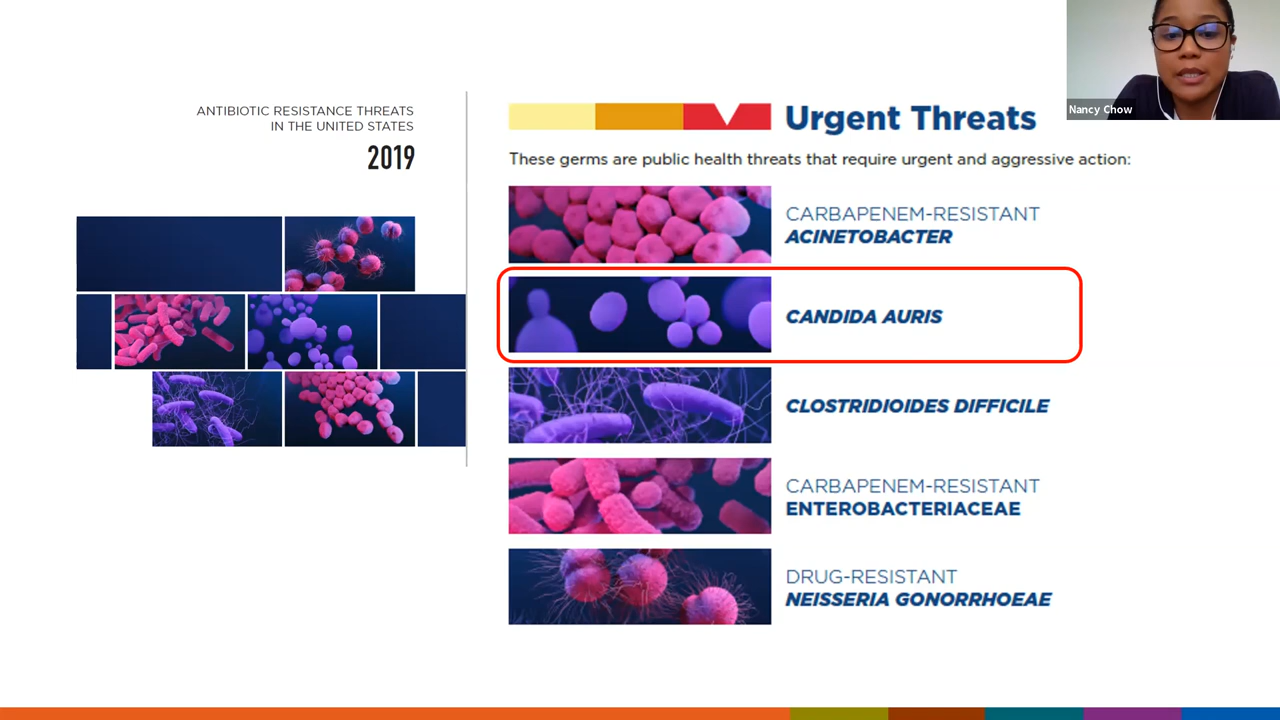 ANTIBIOTIC RESISTANCE THREATS
IN THE UNITED STATES
2019
Urgent Threats
These germs are public health threats that require urgent and aggressive action:
CARBAPENEM-RESISTANT
ACINETOBACTER
CANDIDA AURIS
CLOSTRIDIOIDES DIFFICILE
CARBAPENEM-RESISTANT
ENTEROBACTERIACEAE
DRUG-RESISTANT
NEISSERIA GONORRHOEAE
Nancy Chow